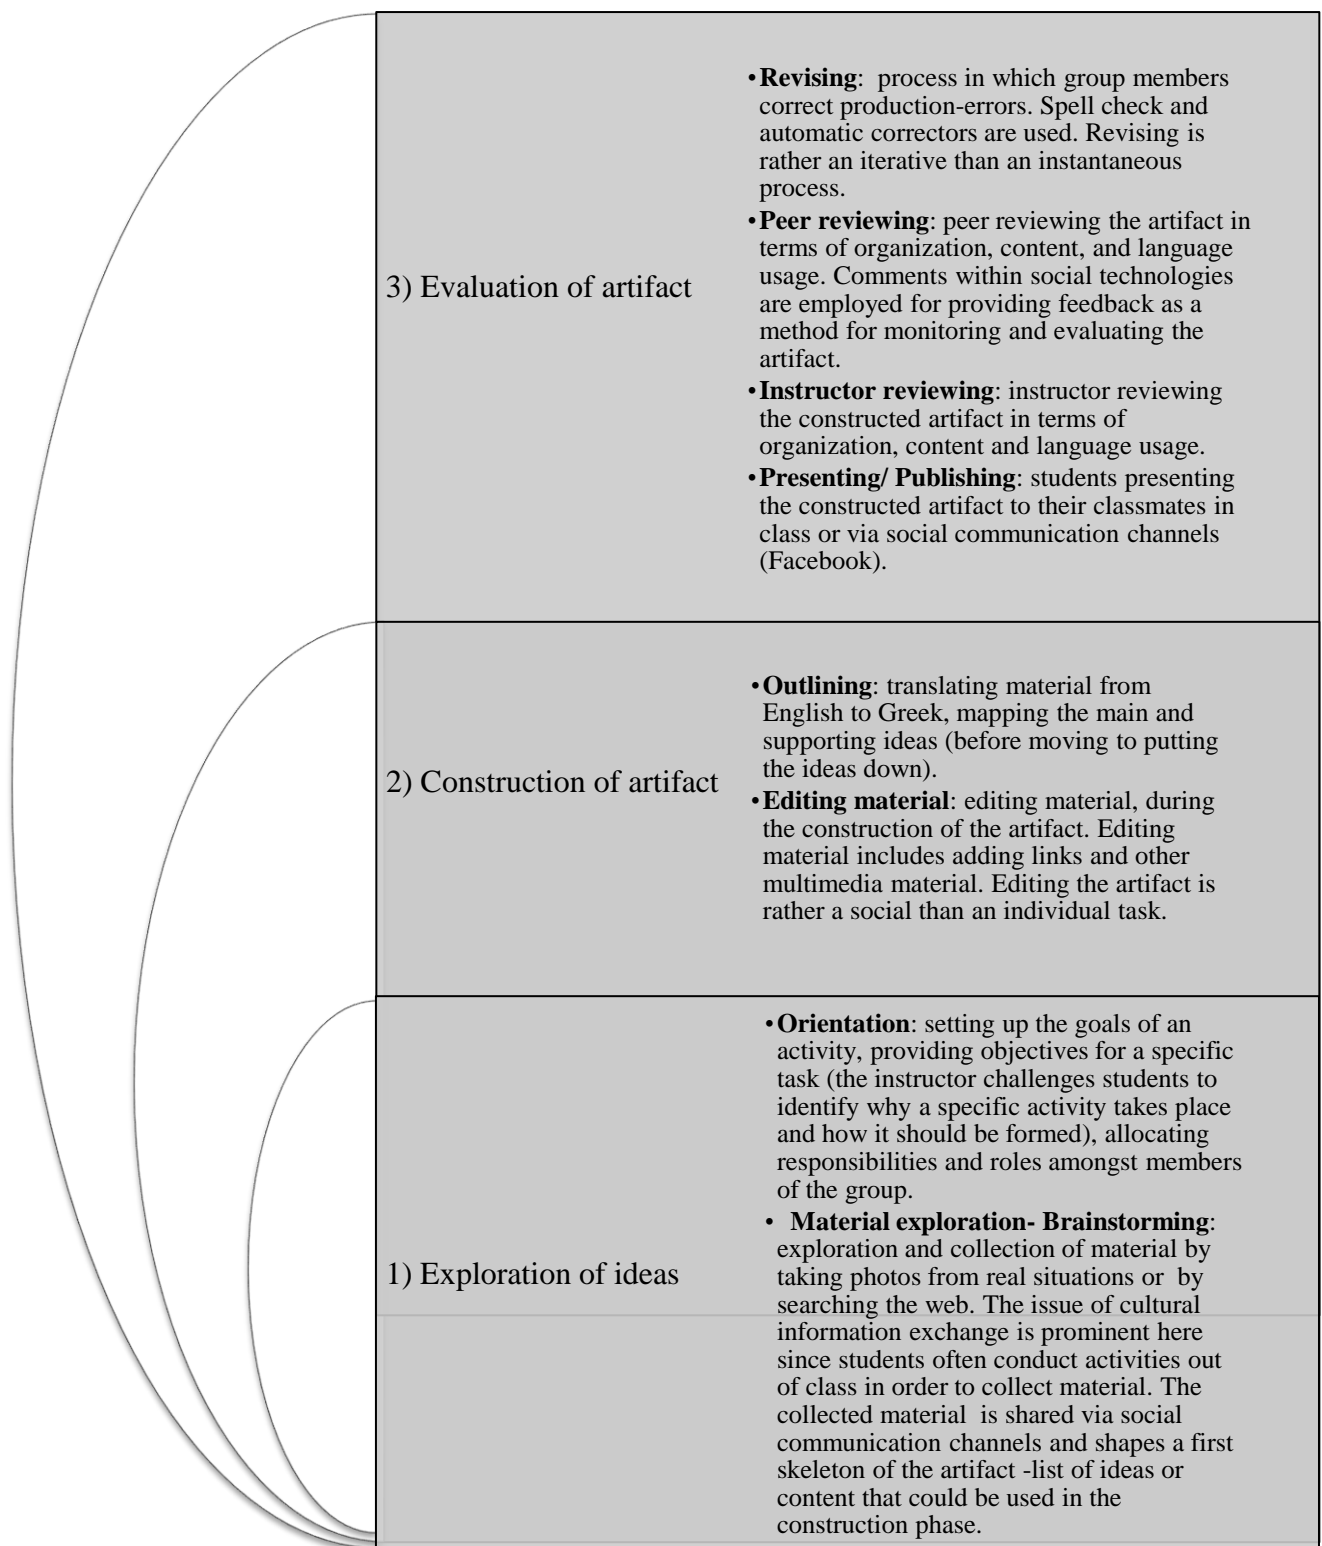 •Revising:  process in which group members
correct production-errors. Spell check and
automatic correctors are used. Revising is
rather an iterative than an instantaneous
process.
•Peer reviewing: peer reviewing the artifact in
terms of organization, content, and language
usage. Comments within social technologies
are employed for providing feedback as a
method for monitoring and evaluating the
artifact.
•Instructor reviewing: instructor reviewing
the constructed artifact in terms of
organization, content and language usage.
•Presenting/ Publishing: students presenting
the constructed artifact to their classmates in
class or via social communication channels
(Facebook).
3) Evaluation of artifact
•Outlining: translating material from
English to Greek, mapping the main and
supporting ideas (before moving to putting
the ideas down).
•Editing material: editing material, during
the construction of the artifact. Editing
material includes adding links and other
multimedia material. Editing the artifact is
rather a social than an individual task.
2) Construction of artifact
•Orientation: setting up the goals of an
activity, providing objectives for a specific
task (the instructor challenges students to
identify why a specific activity takes place
and how it should be formed), allocating
responsibilities and roles amongst members
of the group.
• Material exploration- Brainstorming:
exploration and collection of material by
taking photos from real situations or  by
searching the web. The issue of cultural
information exchange is prominent here
since students often conduct activities out
of class in order to collect material. The
collected material  is shared via social
communication channels and shapes a first
skeleton of the artifact -list of ideas or
content that could be used in the
construction phase.
1) Exploration of ideas